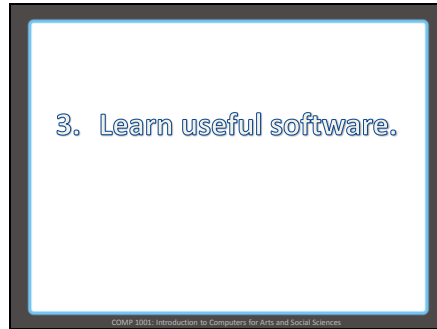 3. Learn useful software.
COMP 1001: Introduction to Computers for Arts and Social Sciences